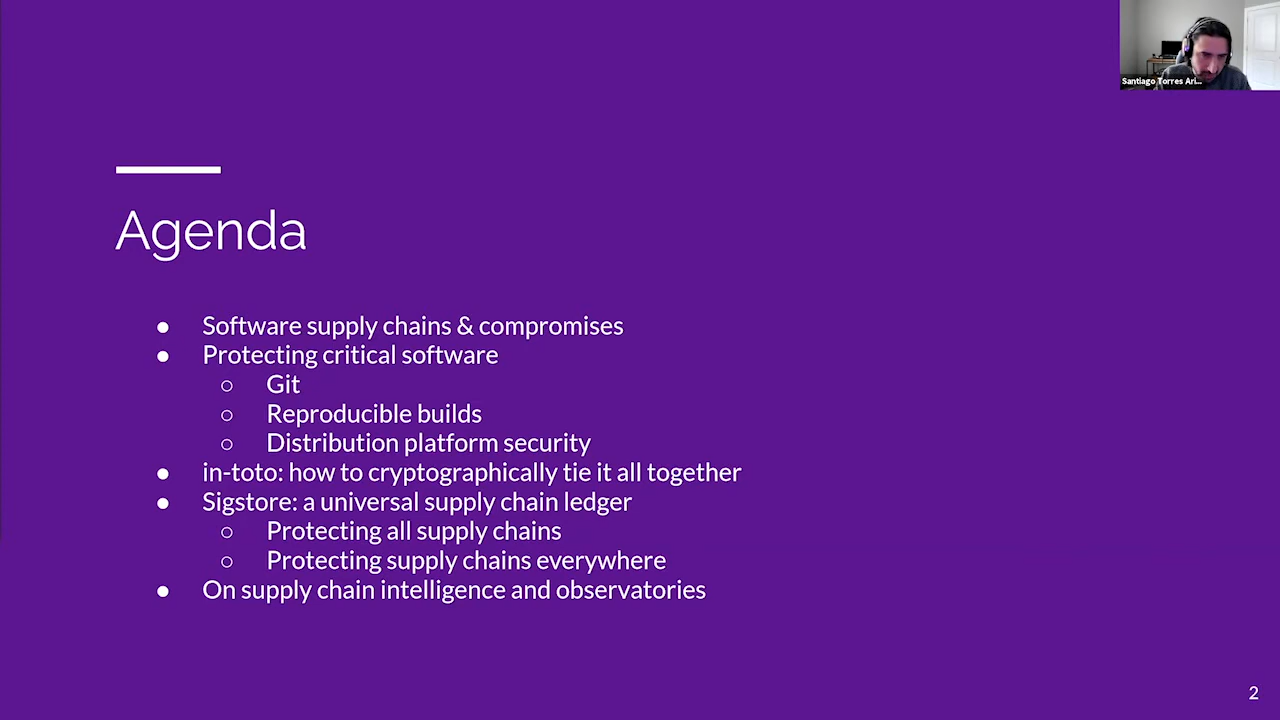 Santiago Torres Ari...
Agenda
● Software supply chains & compromises
● Protecting critical software
○ Git
○ Reproducible builds
○ Distribution platform security
● in-toto: how to cryptographically tie it all together
● Sigstore: a universal supply chain ledger
○ Protecting all supply chains
○ Protecting supply chains everywhere
● On supply chain intelligence and observatories
2